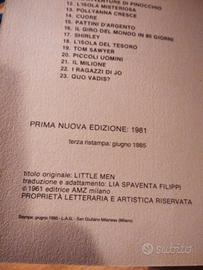 VENTURE DI PINOCCHIO
12. L'ISOLA MISTERIOSA
13. POLLYANNA CRESCE
14. CUORE
15. PATTINI D'ARGENTO
16. IL GIRO DEL MONDO IN 80 GIORNI
17. SHIRLEY
18. L'ISOLA DEL TESORO
19. TOM SAWYER
20. PICCOLI UOMINI
21. IL MILIONE
22. I RAGAZZI DI JO
23. QUO VADIS?
PRIMA NUOVA EDIZIONE: 1981
terza ristampa: giugno 1985
titolo originale: LITTLE MEN
traduzione e adattamento: LIA SPAVENTA FILIPPI
©1961 editrice AMZ milano
PROPRIETÀ LETTERARIA E ARTISTICA RISERVATA
Stampa: giugno 1985 - L.A.G. - San Giuliano Milanese (Milano)
subito